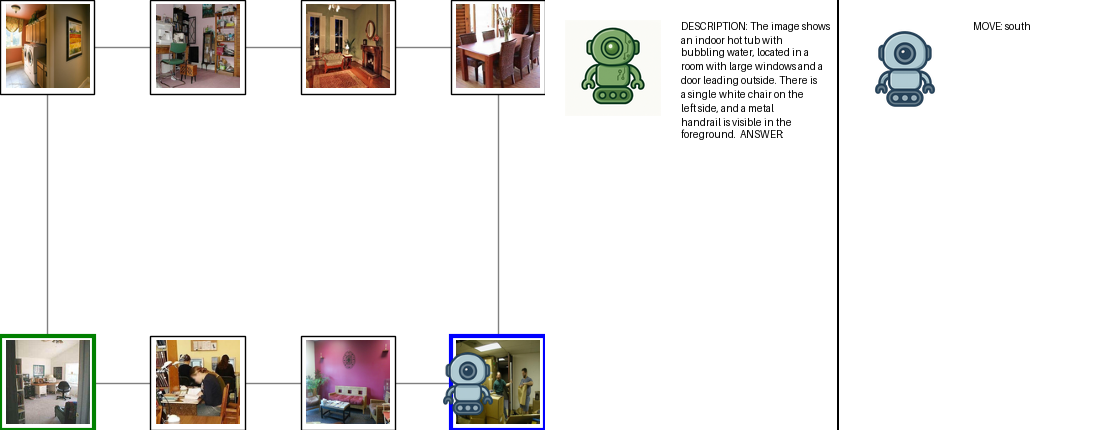 DESCRIPTION: The image shows
an indoor hot tub with
bubbling water, located in a
room with large windows and a
door leading outside. There is
a single white chair on the
left side, and a metal
handrail is visible in the
foreground. ANSWER
MOVE: south